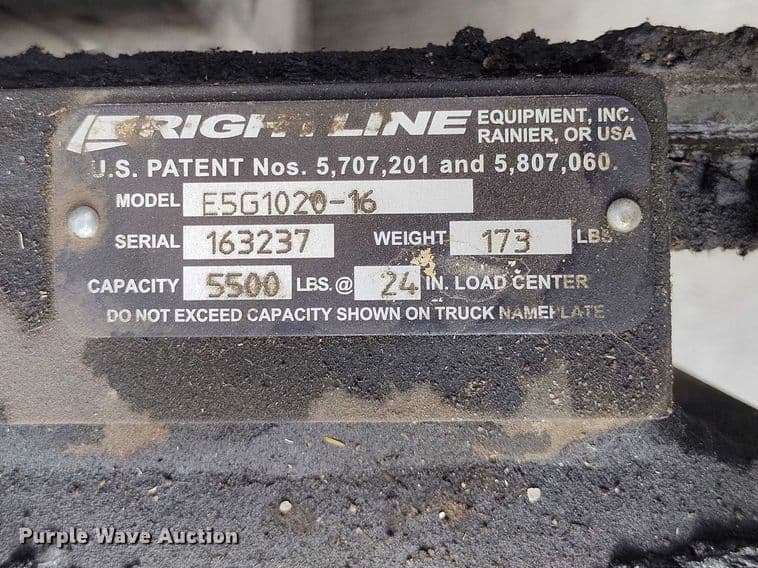 RIGHTLINE EQUIPMENT, INC.
RAINIER, OR USA
U.S. PATENT Nos. 5,707,201 and 5,807,060.
MODEL E5G1020-16
SERIAL 163237 WEIGHT 173 LBS.
CAPACITY 5500 LBS. @ 24 IN. LOAD CENTER
DO NOT EXCEED CAPACITY SHOWN ON TRUCK NAMEPLATE
Purple Wave Auction